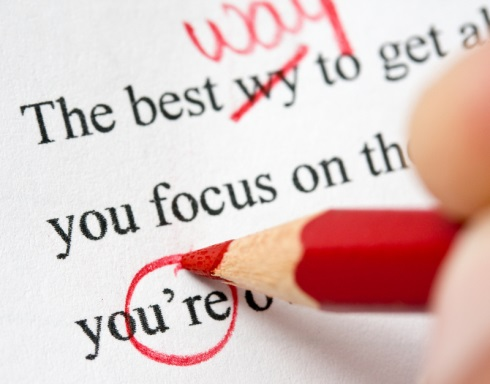 way
The best wy to get
you focus on
you're